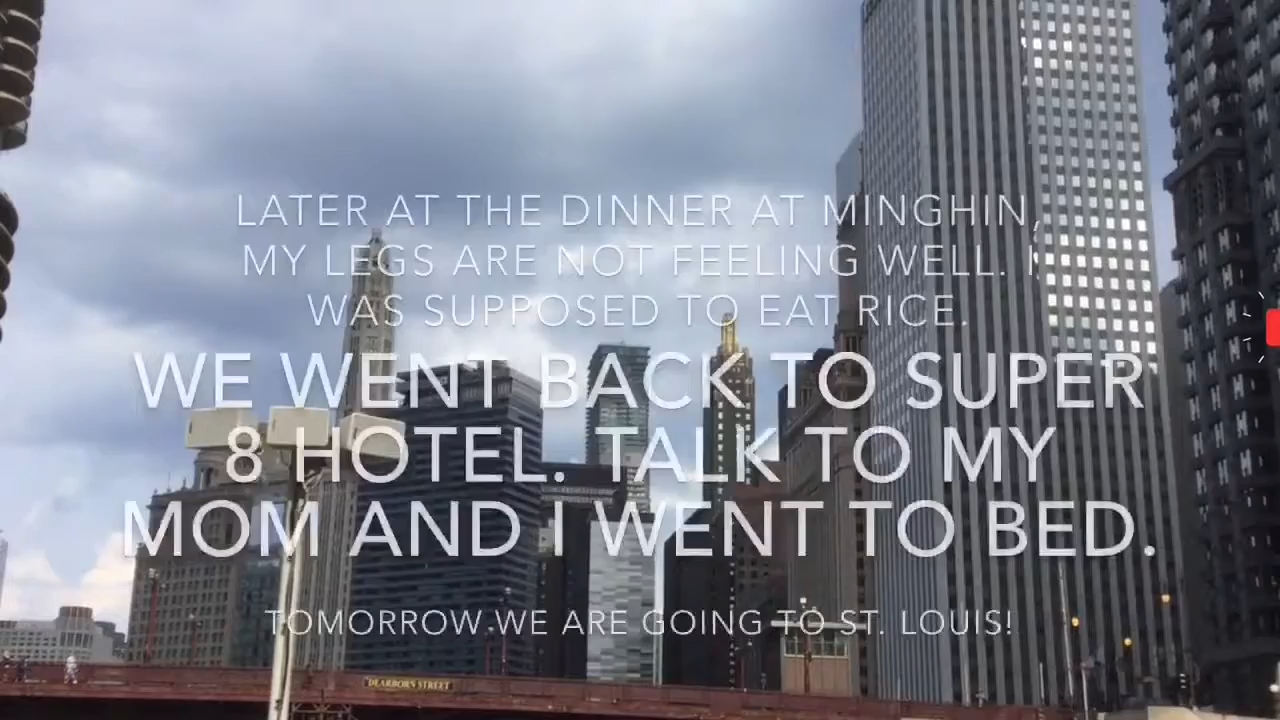 LATER AT THE DINNER AT MINGHIN,
MY LEGS ARE NOT FEELING WELL. I
WAS SUPPOSED TO EAT RICE.
WE WENT BACK TO SUPER
8 HOTEL. TALK TO MY
MOM AND I WENT TO BED.
TOMORROW WE ARE GOING TO ST. LOUIS!
DEARBORN STREET